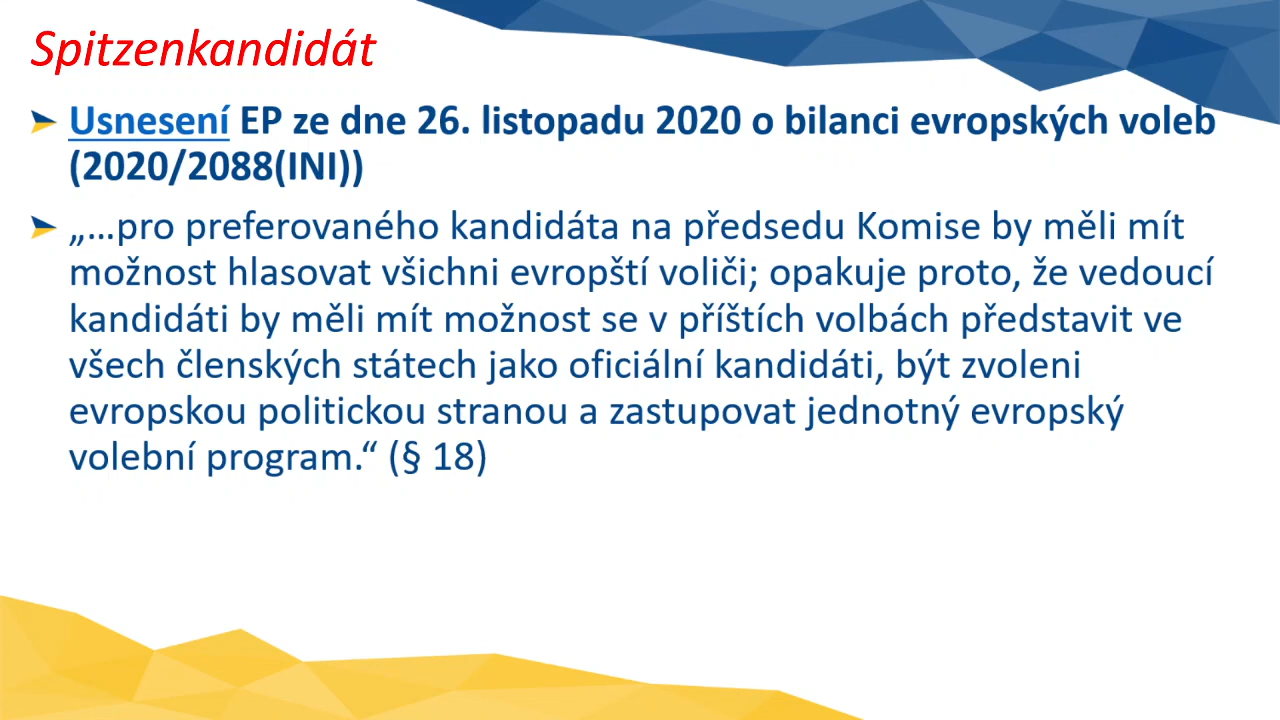 Spitzenkandidát
Usnesení EP ze dne 26. listopadu 2020 o bilanci evropských voleb
(2020/2088(INI))
„…pro preferovaného kandidáta na předsedu Komise by měli mít
možnost hlasovat všichni evropští voliči; opakuje proto, že vedoucí
kandidáti by měli mít možnost se v příštích volbách představit ve
všech členských státech jako oficiální kandidáti, být zvoleni
evropskou politickou stranou a zastupovat jednotný evropský
volební program.“ (§ 18)